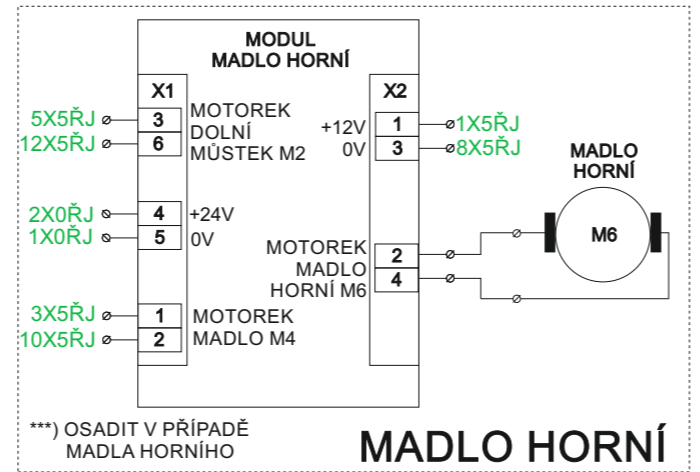 MODUL
MADLO HORNÍ
X1
X2
5X5ŘJ 3 MOTOREK
12X5ŘJ 6 DOLNÍ
MŮSTEK M2
+12V 1 1X5ŘJ
0V 3 8X5ŘJ
MADLO
HORNÍ
M6
2X0ŘJ 4 +24V
1X0ŘJ 5 0V
MOTOREK 2
MADLO 4
HORNÍ M6
3X5ŘJ 1 MOTOREK
10X5ŘJ 2 MADLO M4
***) OSADIT V PŘÍPADĚ
MADLA HORNÍHO
MADLO HORNÍ